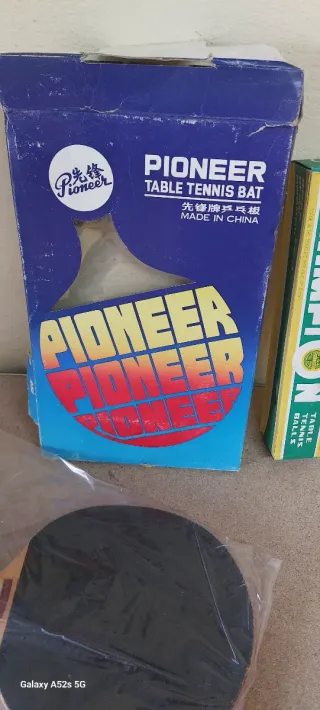 先锋
Pioneer
PIONEER
TABLE TENNIS BAT
先锋牌乒乓板
MADE IN CHINA
PIONEER
PIONEER
PIONEER
TABLE
TENNIS
BALLS
Galaxy A52s 5G